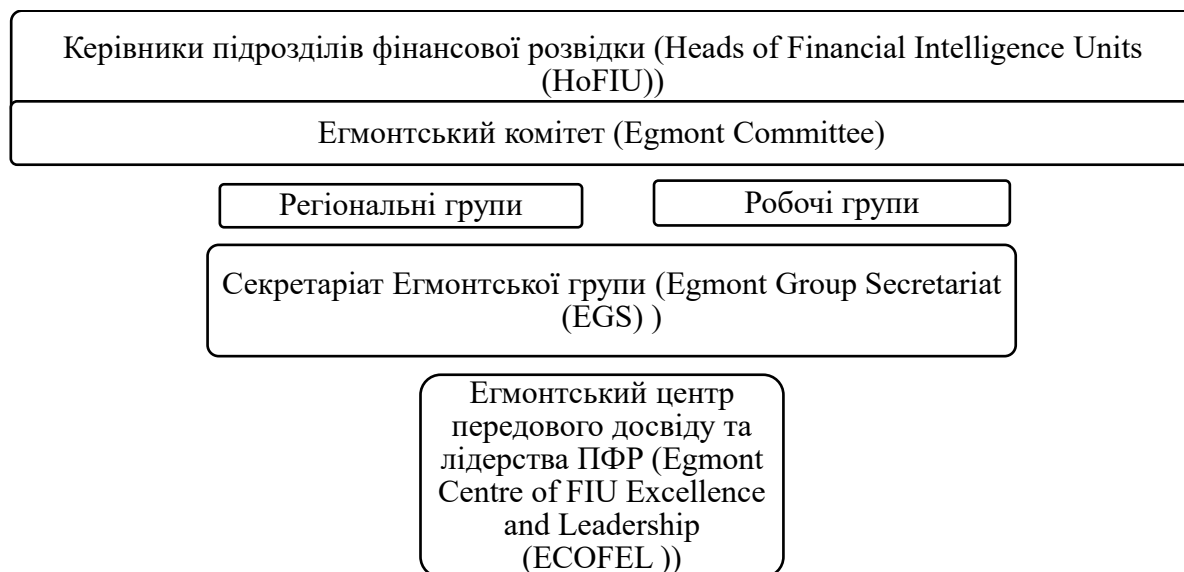 Керівники підрозділів фінансової розвідки (Heads of Financial Intelligence Units
(HoFIU))
Егмонтський комітет (Egmont Committee)
Регіональні групи
Робочі групи
Секретаріат Егмонтської групи (Egmont Group Secretariat
(EGS) )
Егмонтський центр
передового досвіду та
лідерства ПФР (Egmont
Centre of FIU Excellence
and Leadership
(ECOFEL ))